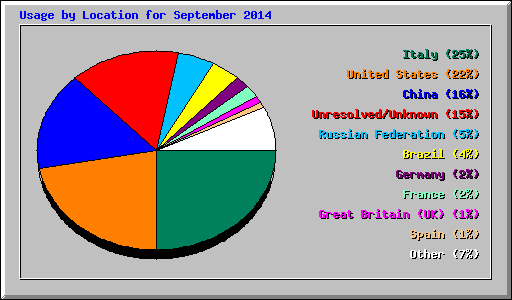 Usage by Location for September 2014
Italy (25%)
United States (22%)
China (16%)
Unresolved/Unknown (15%)
Russian Federation (5%)
Brazil (4%)
Germany (2%)
France (2%)
Great Britain (UK) (1%)
Spain (1%)
Other (7%)